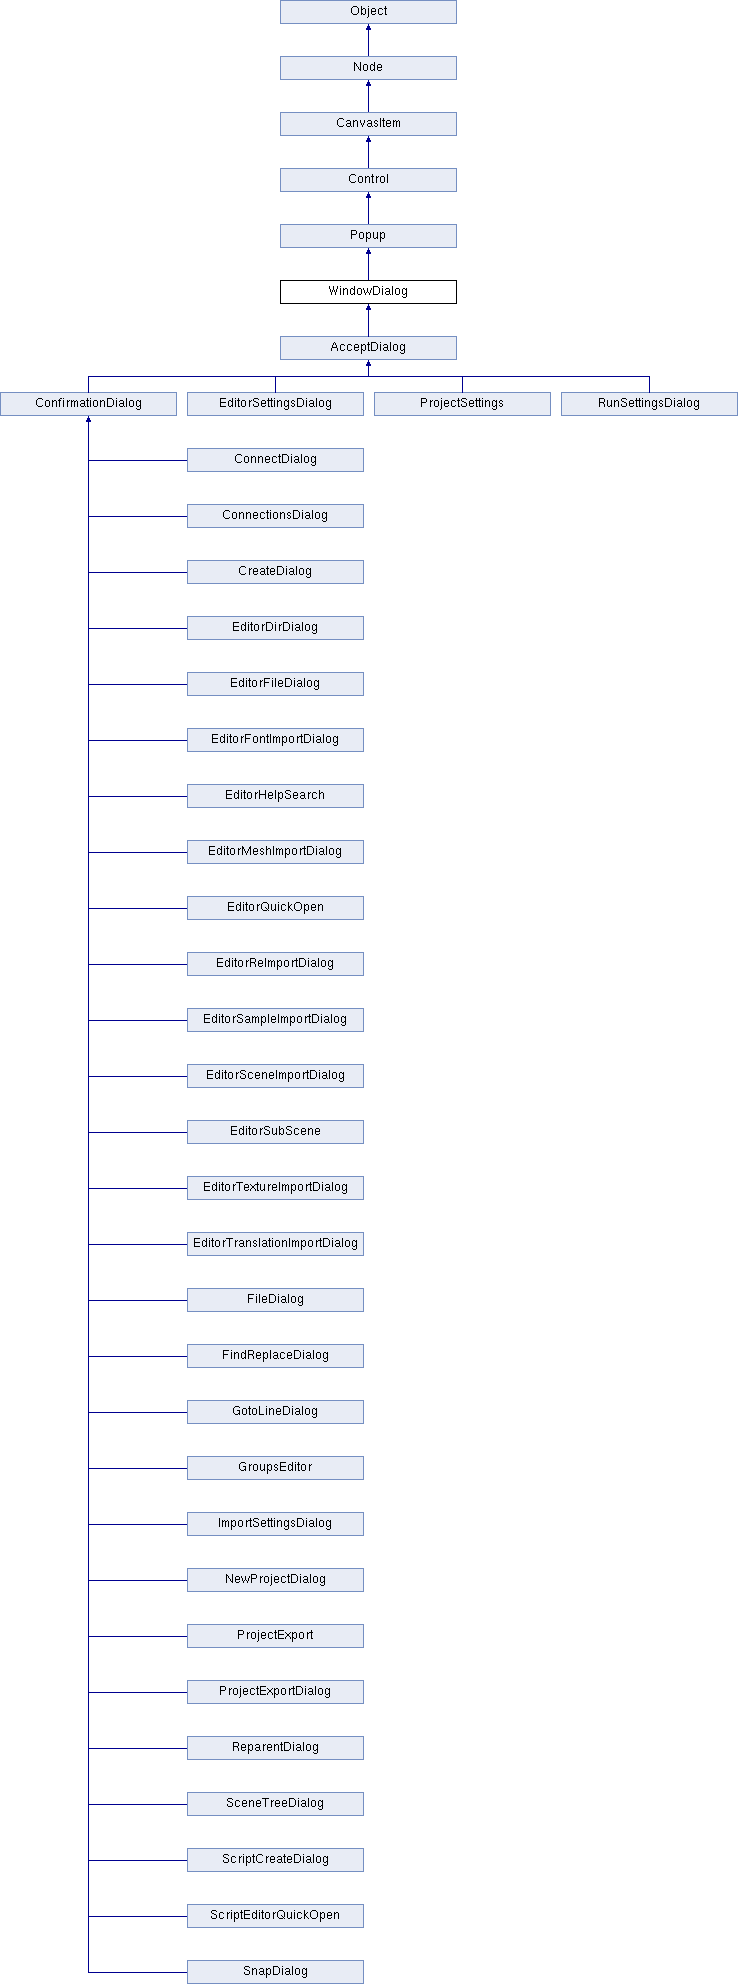 Object
Node
CanvasItem
Control
Popup
WindowDialog
AcceptDialog
ConfirmationDialog
EditorSettingsDialog
ProjectSettings
RunSettingsDialog
ConnectDialog
ConnectionsDialog
CreateDialog
EditorDirDialog
EditorFileDialog
EditorFontImportDialog
EditorHelpSearch
EditorMeshImportDialog
EditorQuickOpen
EditorReImportDialog
EditorSampleImportDialog
EditorSceneImportDialog
EditorSubScene
EditorTextureImportDialog
EditorTranslationImportDialog
FileDialog
FindReplaceDialog
GotoLineDialog
GroupsEditor
ImportSettingsDialog
NewProjectDialog
ProjectExport
ProjectExportDialog
ReparentDialog
SceneTreeDialog
ScriptCreateDialog
ScriptEditorQuickOpen
SnapDialog